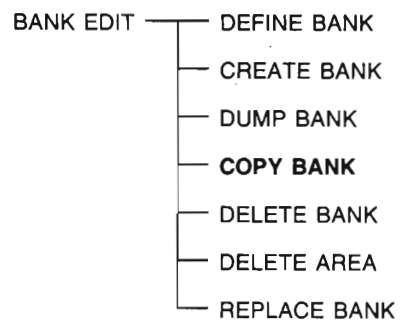 BANK EDIT DEFINE BANK
CREATE BANK
DUMP BANK
COPY BANK
DELETE BANK
DELETE AREA
REPLACE BANK